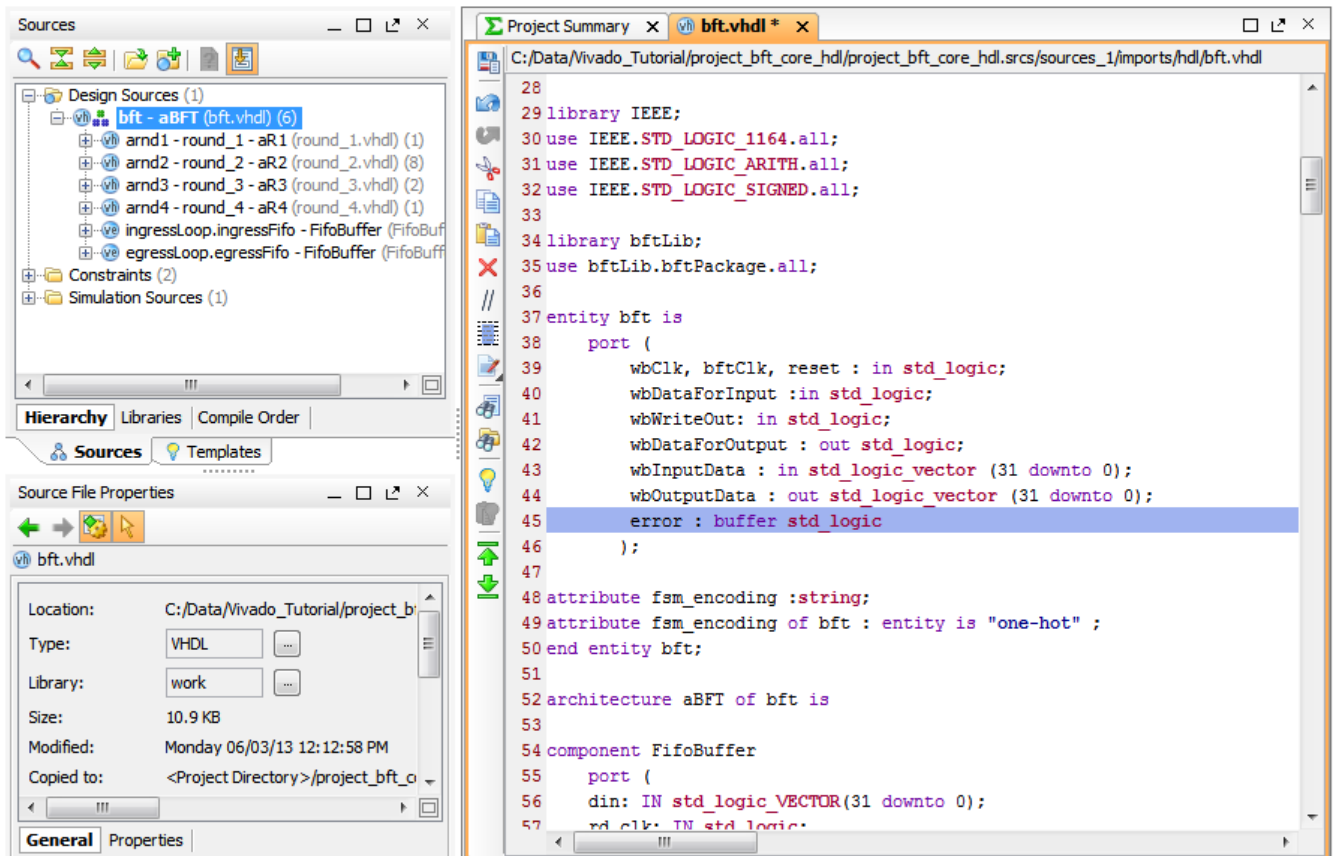 Sources
Design Sources (1)
bft - aBFT (bft.vhdl) (6)
arnd1 - round_1 - aR1 (round_1.vhdl) (1)
arnd2 - round_2 - aR2 (round_2.vhdl) (8)
arnd3 - round_3 - aR3 (round_3.vhdl) (2)
arnd4 - round_4 - aR4 (round_4.vhdl) (1)
ingressLoop.ingressFifo - FifoBuffer (FifoBuf
egressLoop.egressFifo - FifoBuffer (FifoBuff
Constraints (2)
Simulation Sources (1)
Hierarchy Libraries Compile Order
Sources Templates
Source File Properties
bft.vhdl
Location: C:/Data/Vivado_Tutorial/project_b
Type: VHDL ...
Library: work ...
Size: 10.9 KB
Modified: Monday 06/03/13 12:12:58 PM
Copied to: <Project Directory>/project_bft_c
General Properties
Project Summary bft.vhdl *
C:/Data/Vivado_Tutorial/project_bft_core_hdl/project_bft_core_hdl.srcs/sources_1/imports/hdl/bft.vhdl
28
29 library IEEE;
30 use IEEE.STD_LOGIC_1164.all;
31 use IEEE.STD_LOGIC_ARITH.all;
32 use IEEE.STD_LOGIC_SIGNED.all;
33
34 library bftLib;
35 use bftLib.bftPackage.all;
36
37 entity bft is
38 port (
39 wbClk, bftClk, reset : in std_logic;
40 wbDataForInput :in std_logic;
41 wbWriteOut: in std_logic;
42 wbDataForOutput : out std_logic;
43 wbInputData : in std_logic_vector (31 downto 0);
44 wbOutputData : out std_logic_vector (31 downto 0);
45 error : buffer std_logic
46 );
47
48 attribute fsm_encoding :string;
49 attribute fsm_encoding of bft : entity is "one-hot" ;
50 end entity bft;
51
52 architecture aBFT of bft is
53
54 component FifoBuffer
55 port (
56 din: IN std_logic_VECTOR(31 downto 0);
57 rd_clk: IN std_logic;